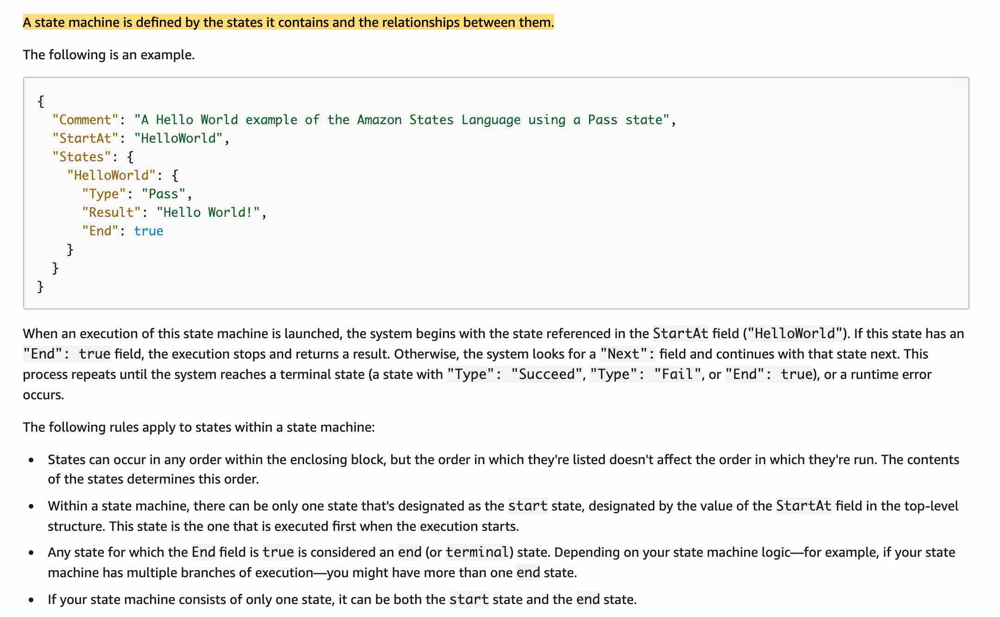 A state machine is defined by the states it contains and the relationships between them.
The following is an example.
{
  "Comment": "A Hello World example of the Amazon States Language using a Pass state",
  "StartAt": "HelloWorld",
  "States": {
    "HelloWorld": {
      "Type": "Pass",
      "Result": "Hello World!",
      "End": true
    }
  }
}
When an execution of this state machine is launched, the system begins with the state referenced in the StartAt field ("HelloWorld"). If this state has an
"End": true field, the execution stops and returns a result. Otherwise, the system looks for a "Next": field and continues with that state next. This
process repeats until the system reaches a terminal state (a state with "Type": "Succeed", "Type": "Fail", or "End": true), or a runtime error
occurs.
The following rules apply to states within a state machine:
• States can occur in any order within the enclosing block, but the order in which they're listed doesn't affect the order in which they're run. The contents
of the states determines this order.
• Within a state machine, there can be only one state that's designated as the start state, designated by the value of the StartAt field in the top-level
structure. This state is the one that is executed first when the execution starts.
• Any state for which the End field is true is considered an end (or terminal) state. Depending on your state machine logic—for example, if your state
machine has multiple branches of execution—you might have more than one end state.
• If your state machine consists of only one state, it can be both the start state and the end state.